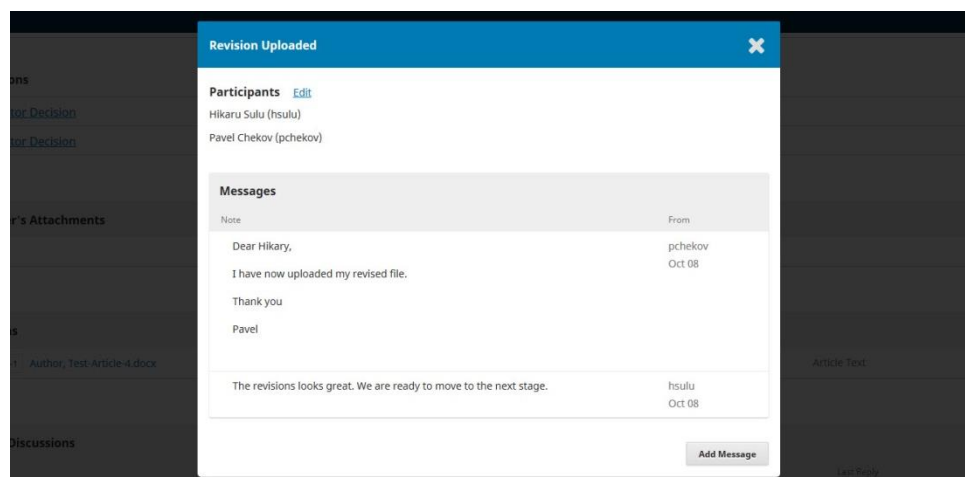 Revision Uploaded
Participants Edit
Hikaru Sulu (hsulu)
Pavel Chekov (pchekov)
Messages
Note From
Dear Hikary, pchekov
Oct 08
I have now uploaded my revised file.
Thank you
Pavel
The revisions looks great. We are ready to move to the next stage. hsulu
Oct 08
Add Message
ons
tor Decision
tor Decision
r's Attachments
s
Author, Test-Article-4.docx Article Text
Discussions
Last Reply